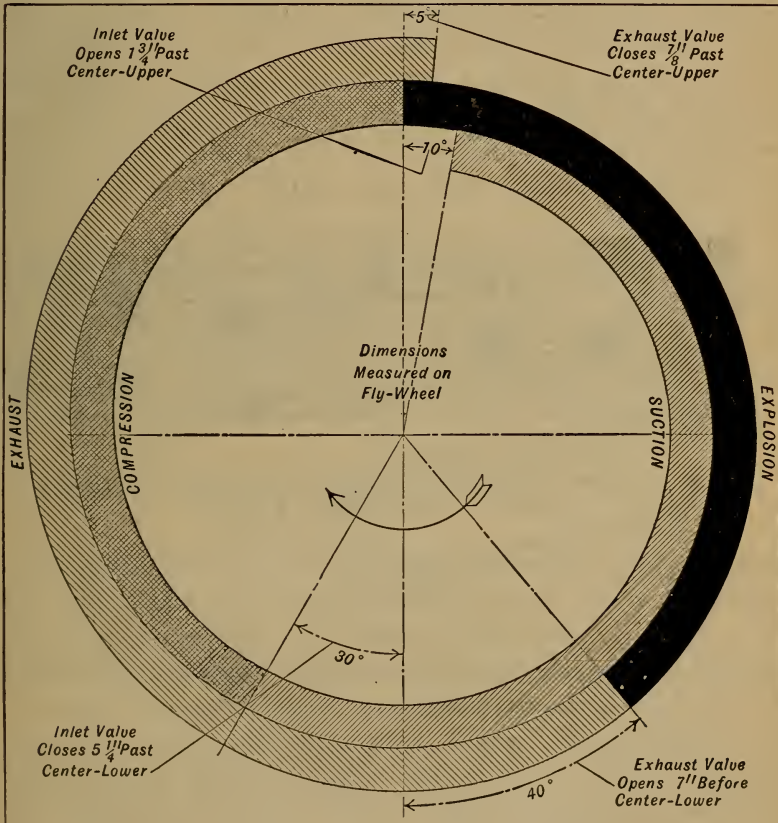 Inlet Valve
Opens 1 3/4" Past
Center-Upper
5°
Exhaust Valve
Closes 7/8" Past
Center-Upper
10°
Dimensions
Measured on
Fly-Wheel
EXHAUST
COMPRESSION
SUCTION
EXPLOSION
30°
Inlet Valve
Closes 5 1/4" Past
Center-Lower
40°
Exhaust Valve
Opens 7" Before
Center-Lower